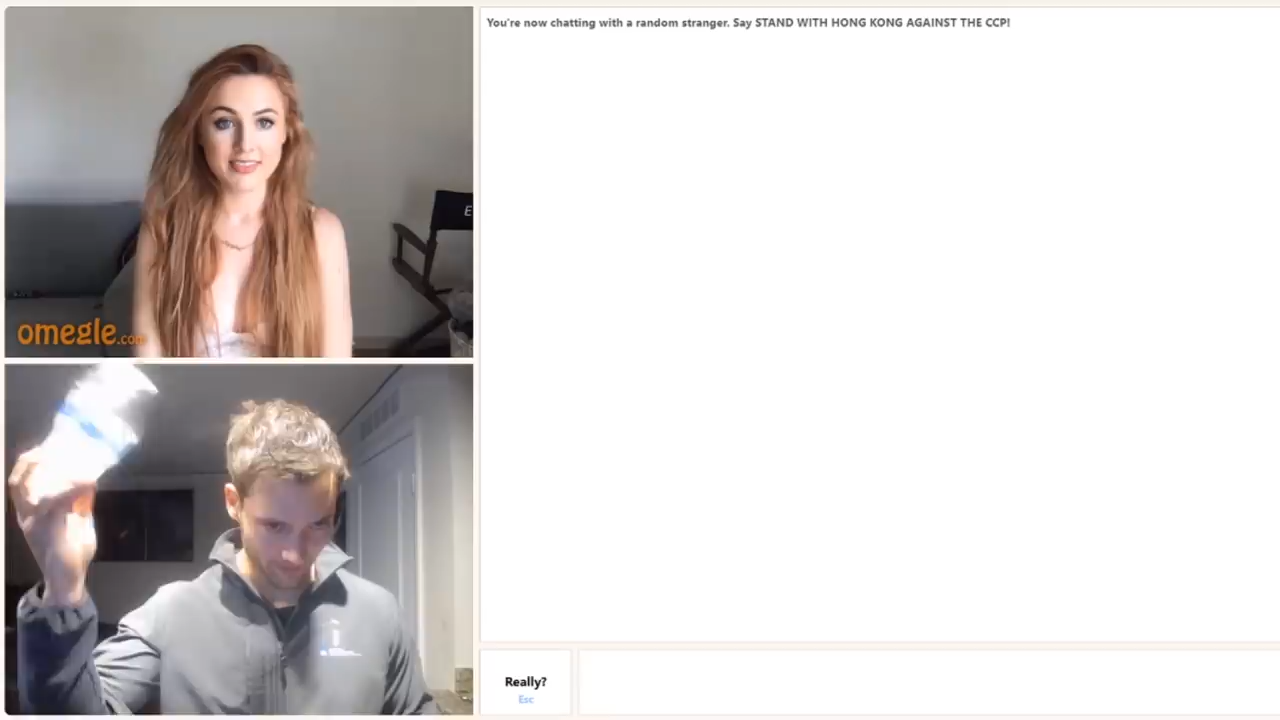 You're now chatting with a random stranger. Say STAND WITH HONG KONG AGAINST THE CCP!
E
omegle.com
Really?
Esc